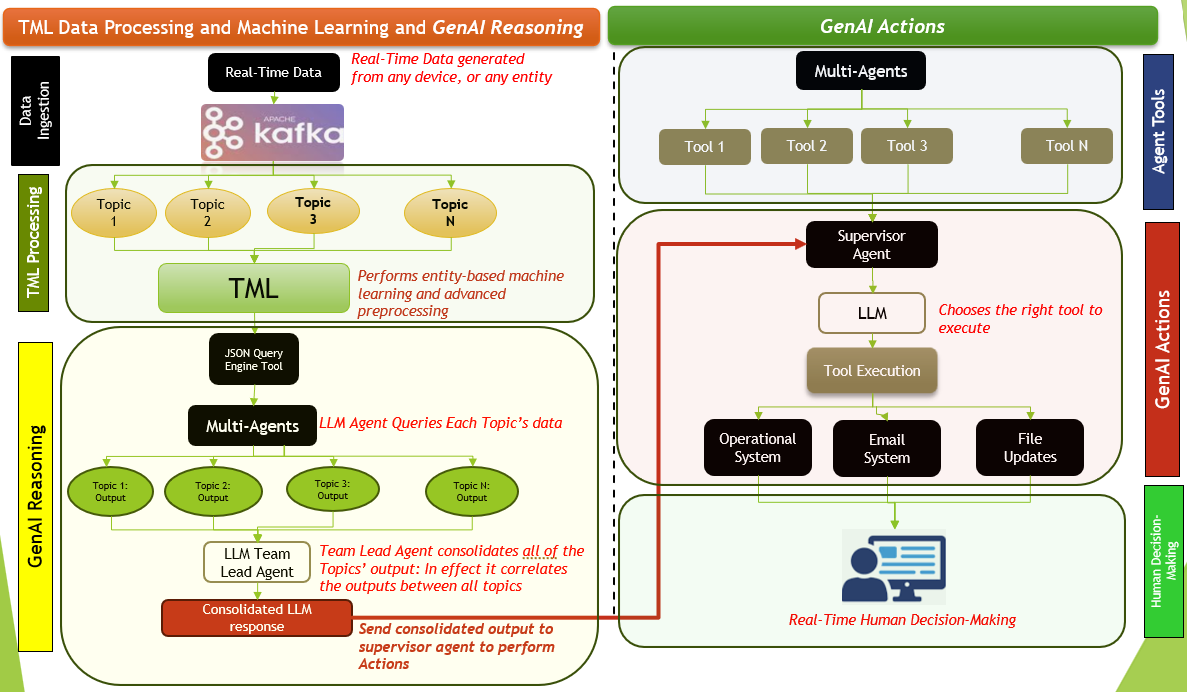 TML Data Processing and Machine Learning and GenAI Reasoning
Data
Ingestion
Real-Time Data
Real-Time Data generated
from any device, or any entity
APACHE
kafka
TML Processing
Topic
1
Topic
2
Topic
3
Topic
N
TML
Performs entity-based machine
learning and advanced
preprocessing
GenAI Reasoning
JSON Query
Engine Tool
Multi-Agents
LLM Agent Queries Each Topic’s data
Topic 1:
Output
Topic 2:
Output
Topic 3:
Output
Topic N:
Output
LLM Team
Lead Agent
Team Lead Agent consolidates all of the
Topics’ output: In effect it correlates
the outputs between all topics
Consolidated LLM
response
Send consolidated output to
supervisor agent to perform
Actions
GenAI Actions
Multi-Agents
Tool 1
Tool 2
Tool 3
Tool N
Agent Tools
Supervisor
Agent
LLM
Chooses the right tool to
execute
Tool Execution
Operational
System
Email
System
File
Updates
GenAI Actions
Real-Time Human Decision-Making
Human Decision-
Making